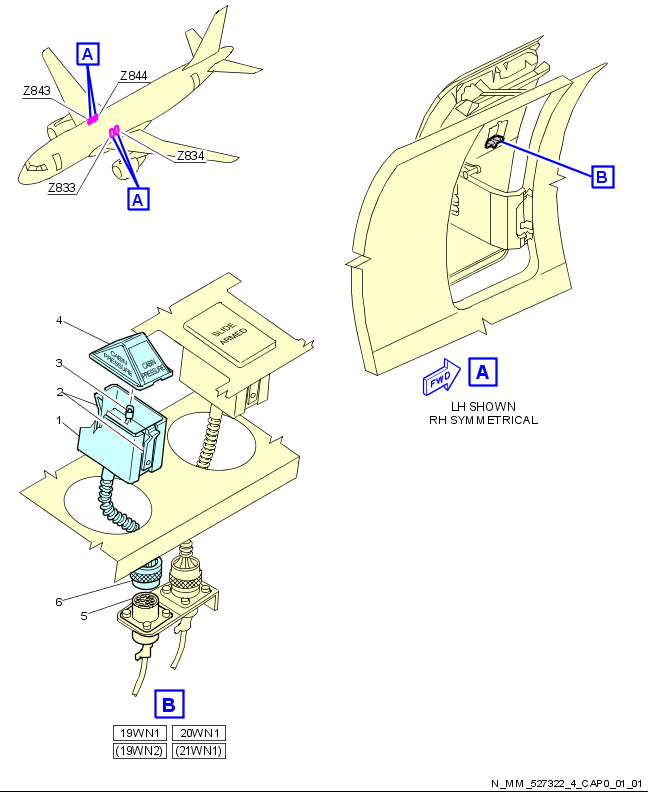 A
Z844
Z843
Z834
Z833
A
B
4
CABIN
PRESSURE
CABIN
PRESSURE
SLIDE
ARMED
3
2
1
FWD
A
LH SHOWN
RH SYMMETRICAL
6
5
B
19WN1 20WN1
(19WN2) (21WN1)
N_MM_527322_4_CAP0_01_01